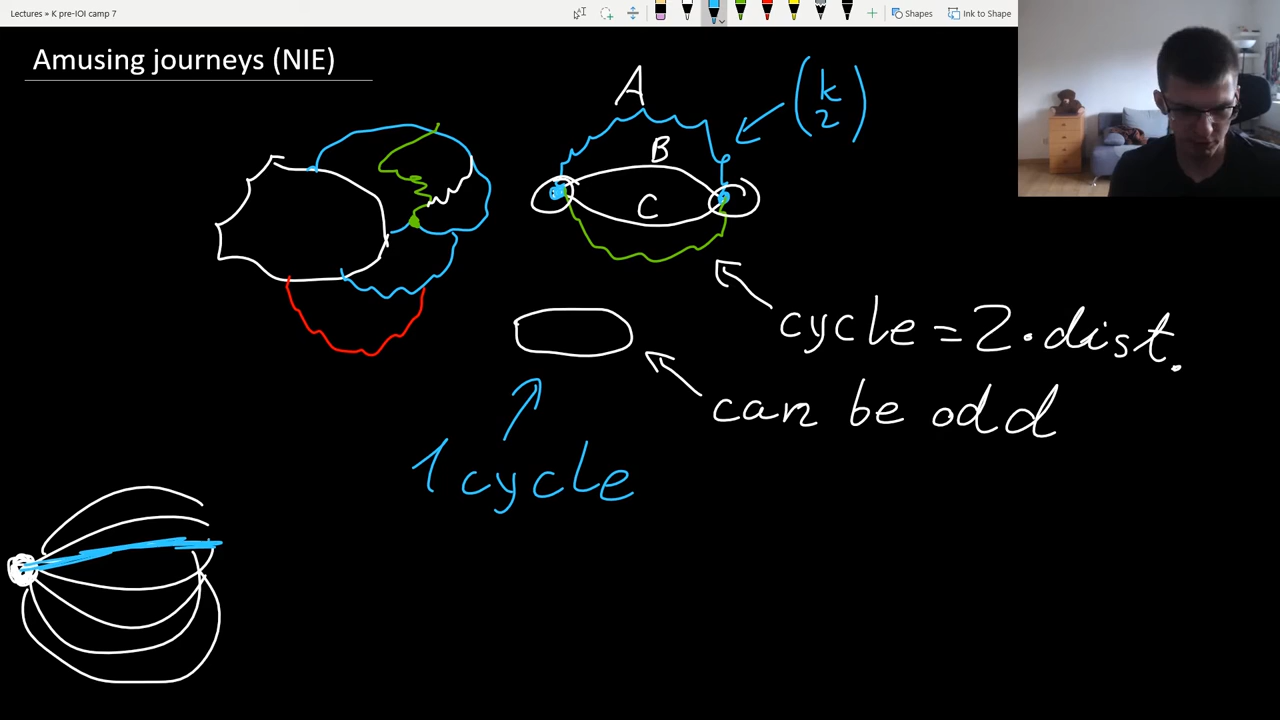 Lectures » K pre-IOI camp 7
Shapes
Ink to Shape
Amusing journeys (NIE)
A
B
C
(k
2)
cycle = 2 · dist.
can be odd
1 cycle